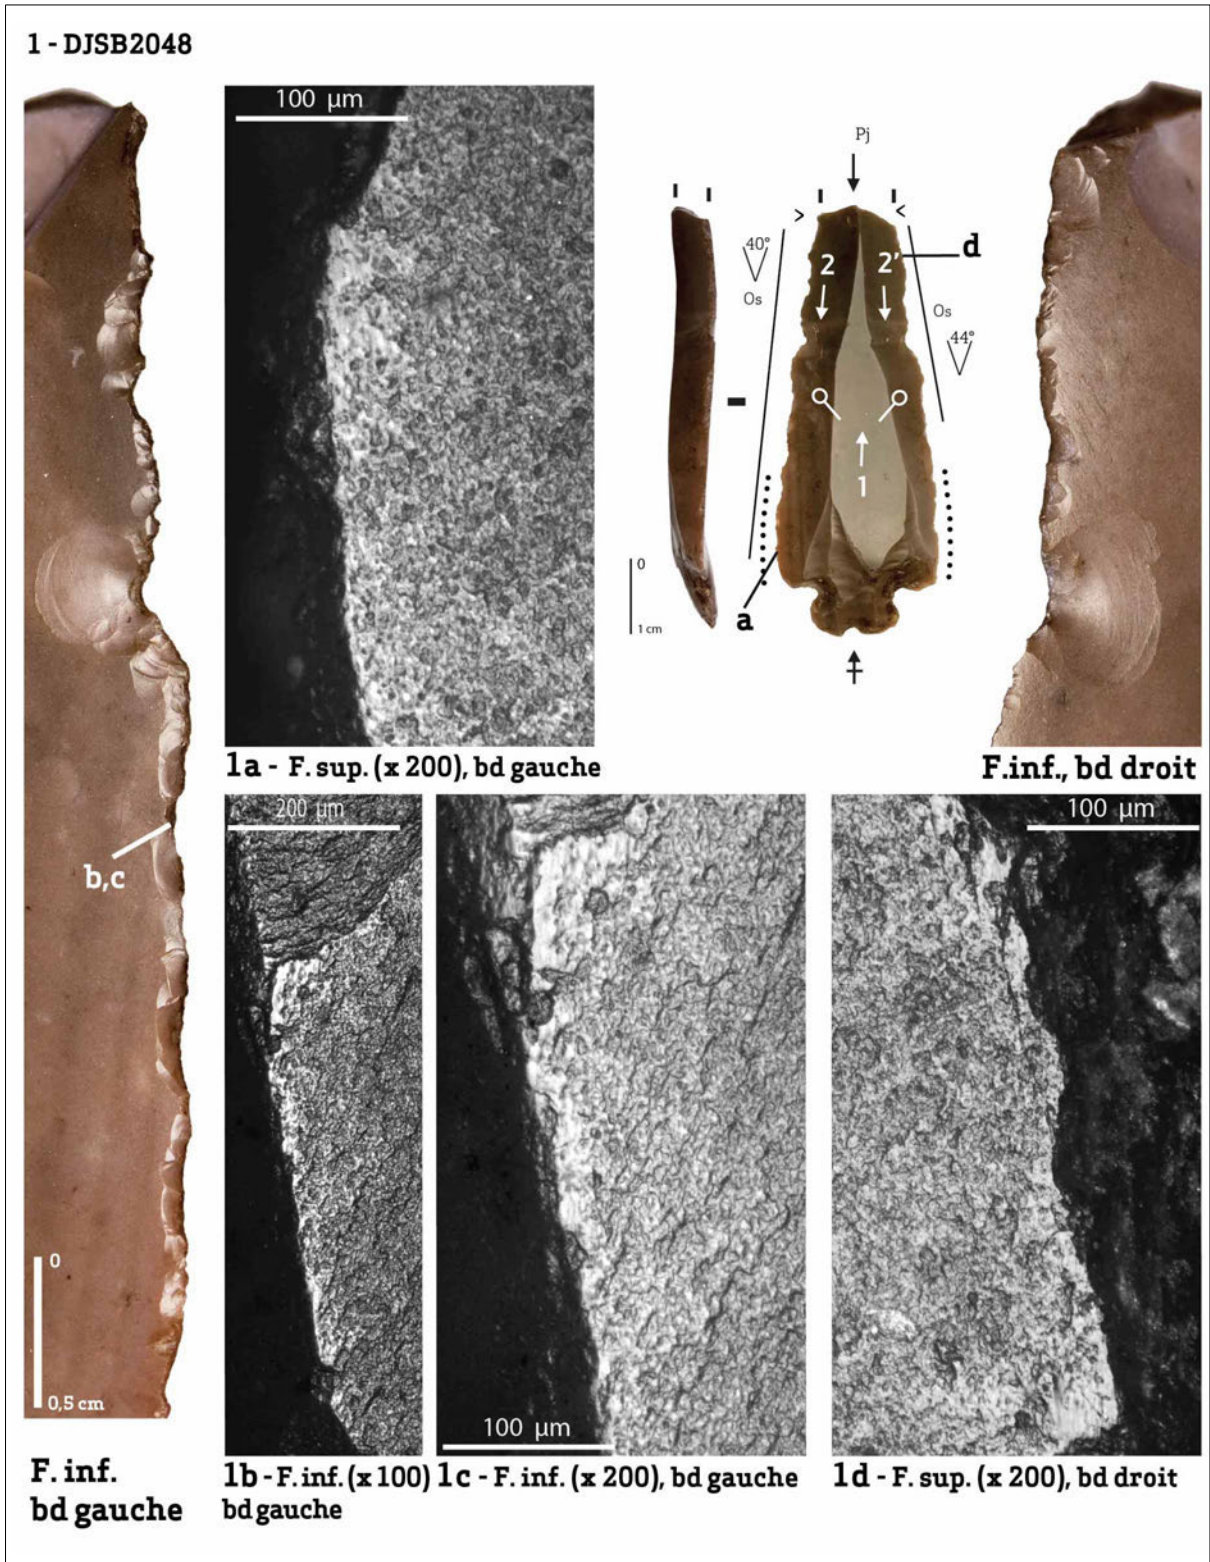 1 - DJSB2048
100 µm
Pj
> <
40°
2 2' d
Os
Os
44°
1
0
1 cm
a
1a - F. sup. (x 200), bd gauche
F.inf., bd droit
200 µm
100 µm
b,c
0
0,5 cm
100 µm
F. inf.
bd gauche
1b - F. inf. (x 100)
bd gauche
1c - F. inf. (x 200), bd gauche
1d - F. sup. (x 200), bd droit